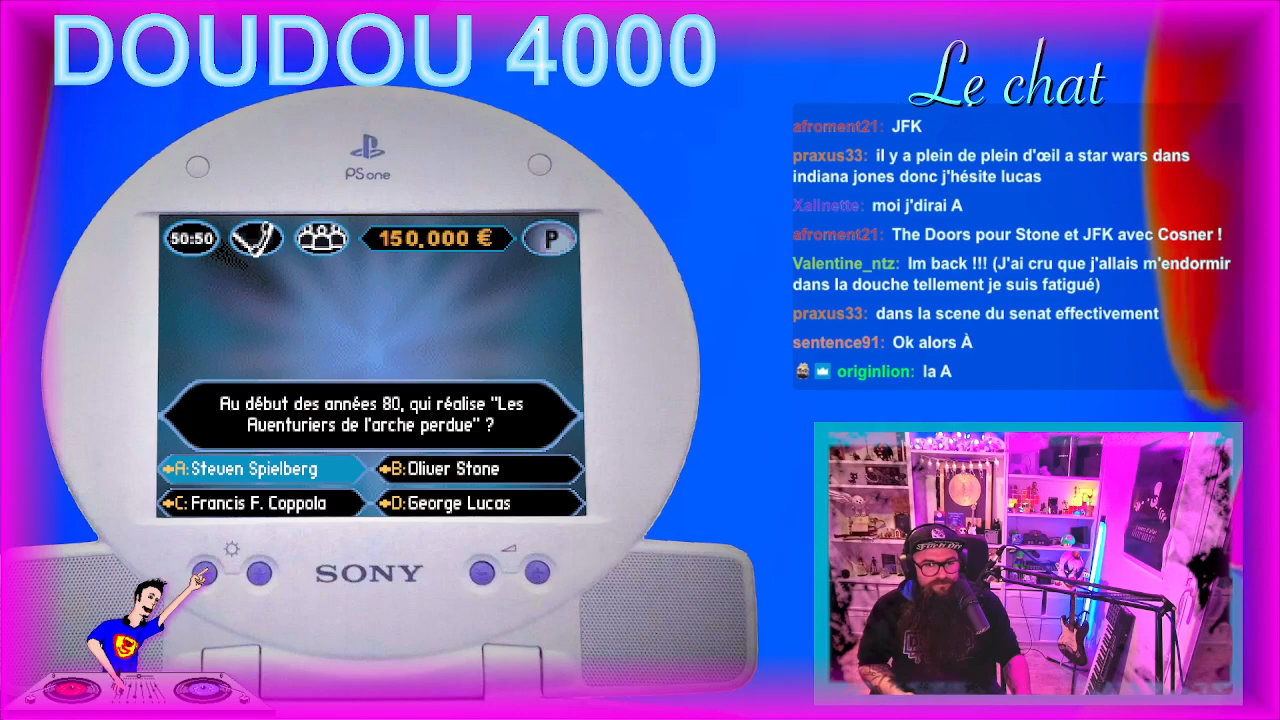 DOUDOU 4000
Le chat
afroment21: JFK
praxus33: il y a plein de plein d'œil a star wars dans
indiana jones donc j'hésite lucas
Xalinette: moi j'dirai A
afroment21: The Doors pour Stone et JFK avec Cosner !
Valentine_ntz: Im back !!! (J'ai cru que j'allais m'endormir
dans la douche tellement je suis fatigué)
praxus33: dans la scene du senat effectivement
sentence91: Ok alors À
originlion: la A
PS one
50:50
150.000 €
P
Au début des années 80, qui réalise "Les
Aventuriers de l'arche perdue" ?
A: Steven Spielberg
B: Oliver Stone
C: Francis F. Coppola
D: George Lucas
SONY